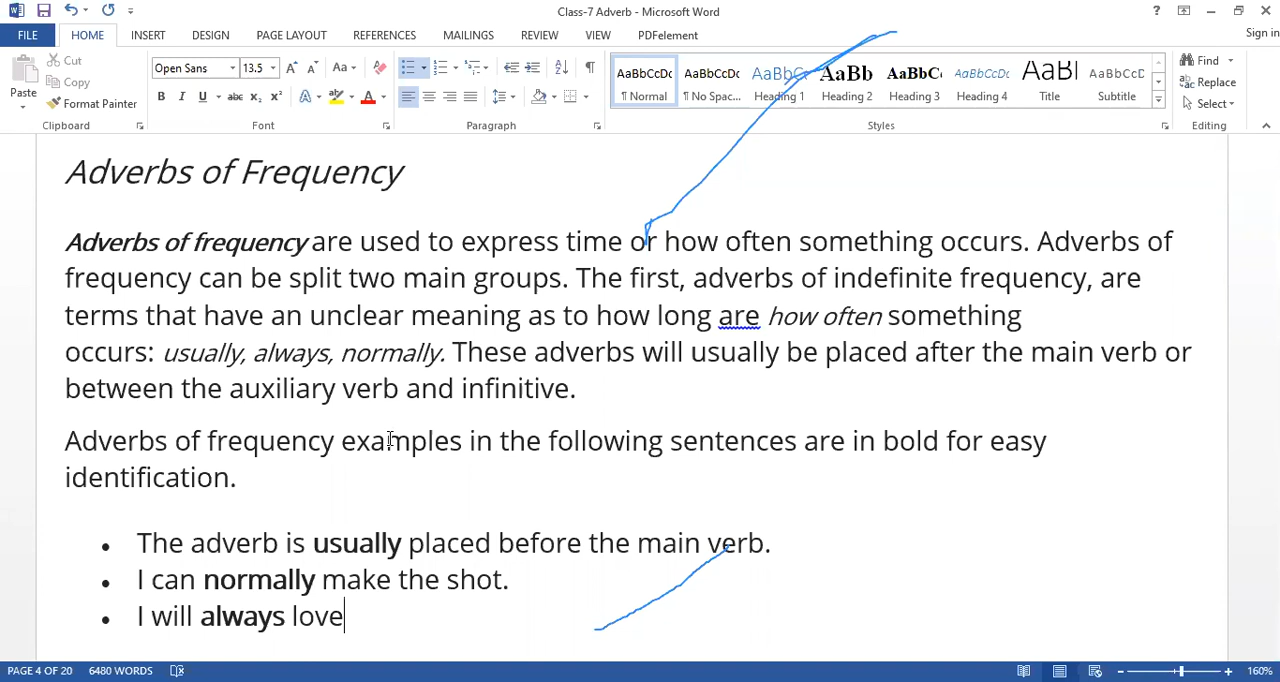 Class-7 Adverb - Microsoft Word
Sign in
FILE HOME INSERT DESIGN PAGE LAYOUT REFERENCES MAILINGS REVIEW VIEW PDFelement
Paste
Cut
Copy
Format Painter
Clipboard
Open Sans 13.5
Font
Paragraph
AaBbCcDc AaBbCcDc AaBbCc AaBb AaBbC AaBbCcDc AaBl AaBbCcD
¶ Normal ¶ No Spac... Heading 1 Heading 2 Heading 3 Heading 4 Title Subtitle
Styles
Find
Replace
Select
Editing
Adverbs of Frequency
Adverbs of frequency are used to express time or how often something occurs. Adverbs of
frequency can be split two main groups. The first, adverbs of indefinite frequency, are
terms that have an unclear meaning as to how long are how often something
occurs: usually, always, normally. These adverbs will usually be placed after the main verb or
between the auxiliary verb and infinitive.
Adverbs of frequency examples in the following sentences are in bold for easy
identification.
• The adverb is usually placed before the main verb.
• I can normally make the shot.
• I will always love
PAGE 4 OF 20 6480 WORDS 160%